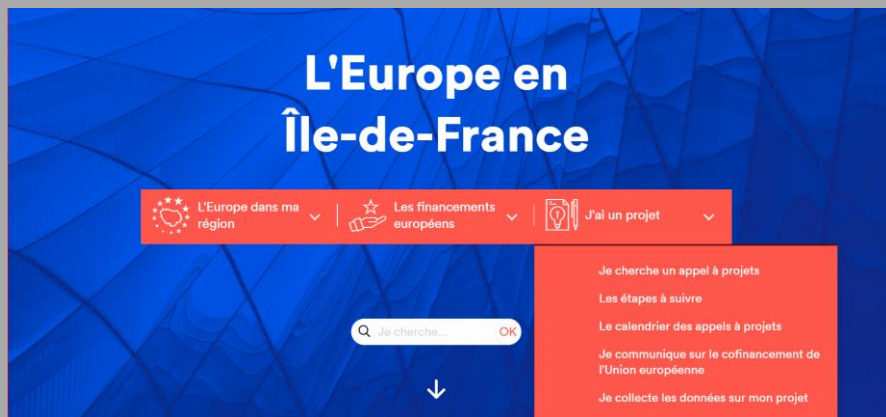 L'Europe en
Île-de-France
L'Europe dans ma
région
Les financements
européens
J'ai un projet
Je cherche un appel à projets
Les étapes à suivre
Le calendrier des appels à projets
Je communique sur le cofinancement de
l'Union européenne
Je collecte les données sur mon projet
Je cherche... OK